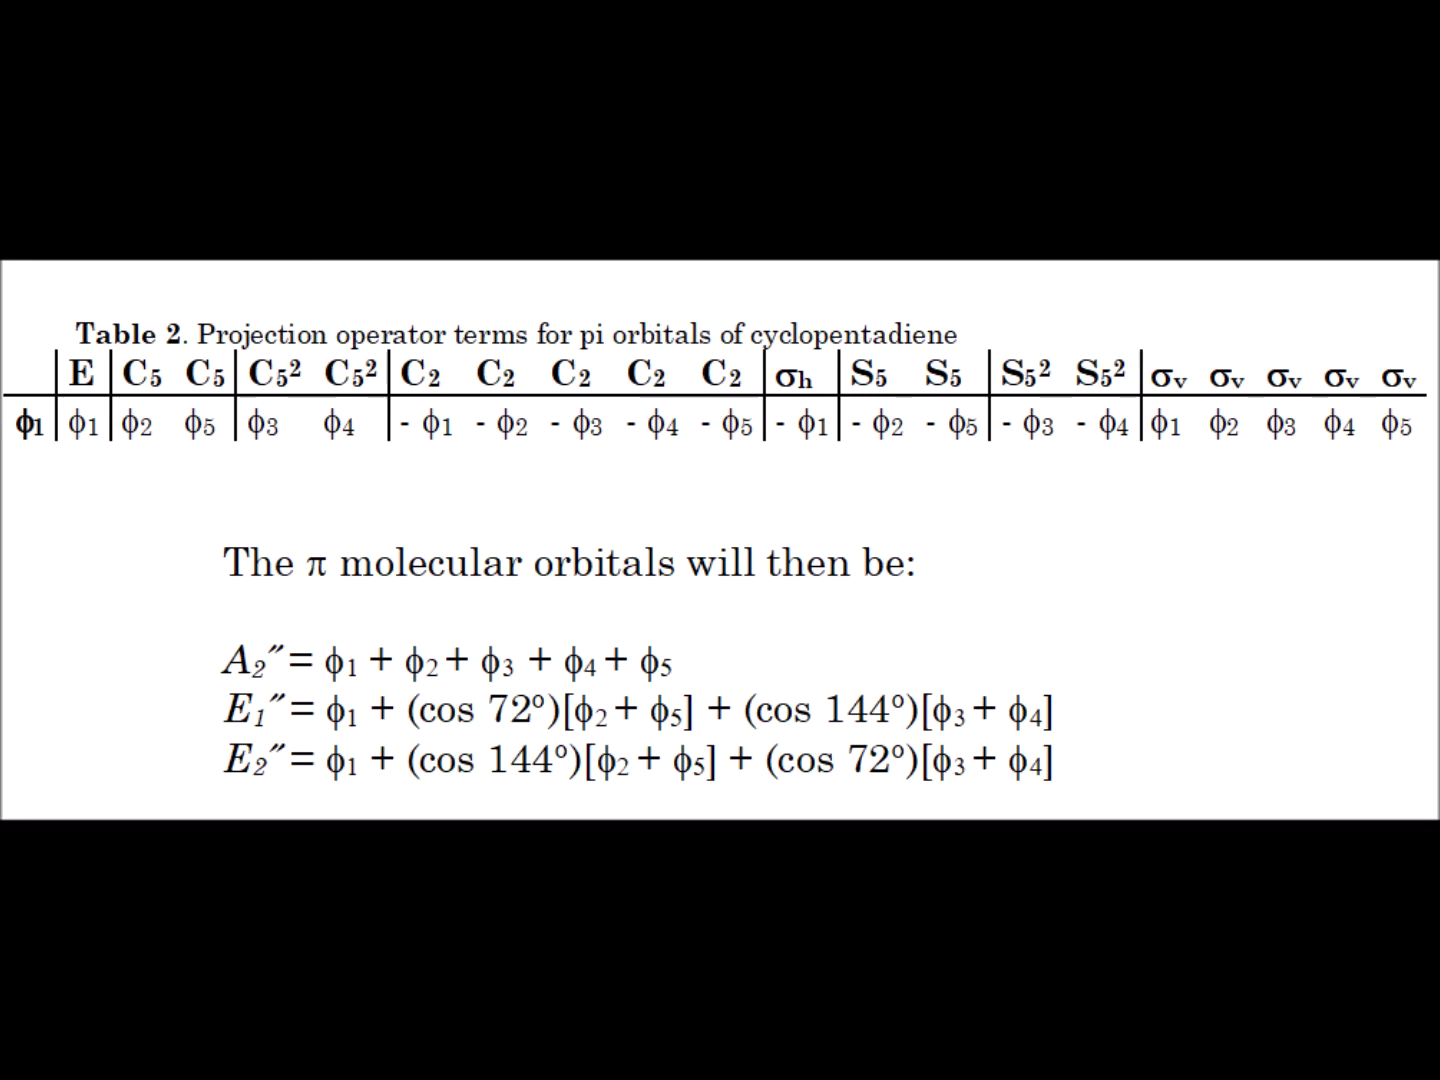 Table 2. Projection operator terms for pi orbitals of cyclopentadiene
E C₅ C₅ C₅² C₅² C₂ C₂ C₂ C₂ C₂ σₕ S₅ S₅ S₅² S₅² σᵥ σᵥ σᵥ σᵥ σᵥ
ϕ₁ ϕ₁ ϕ₂ ϕ₅ ϕ₃ ϕ₄ - ϕ₁ - ϕ₂ - ϕ₃ - ϕ₄ - ϕ₅ - ϕ₁ - ϕ₂ - ϕ₅ - ϕ₃ - ϕ₄ ϕ₁ ϕ₂ ϕ₃ ϕ₄ ϕ₅
The π molecular orbitals will then be:
A₂″ = ϕ₁ + ϕ₂ + ϕ₃ + ϕ₄ + ϕ₅
E₁″ = ϕ₁ + (cos 72º)[ϕ₂ + ϕ₅] + (cos 144º)[ϕ₃ + ϕ₄]
E₂″ = ϕ₁ + (cos 144º)[ϕ₂ + ϕ₅] + (cos 72º)[ϕ₃ + ϕ₄]